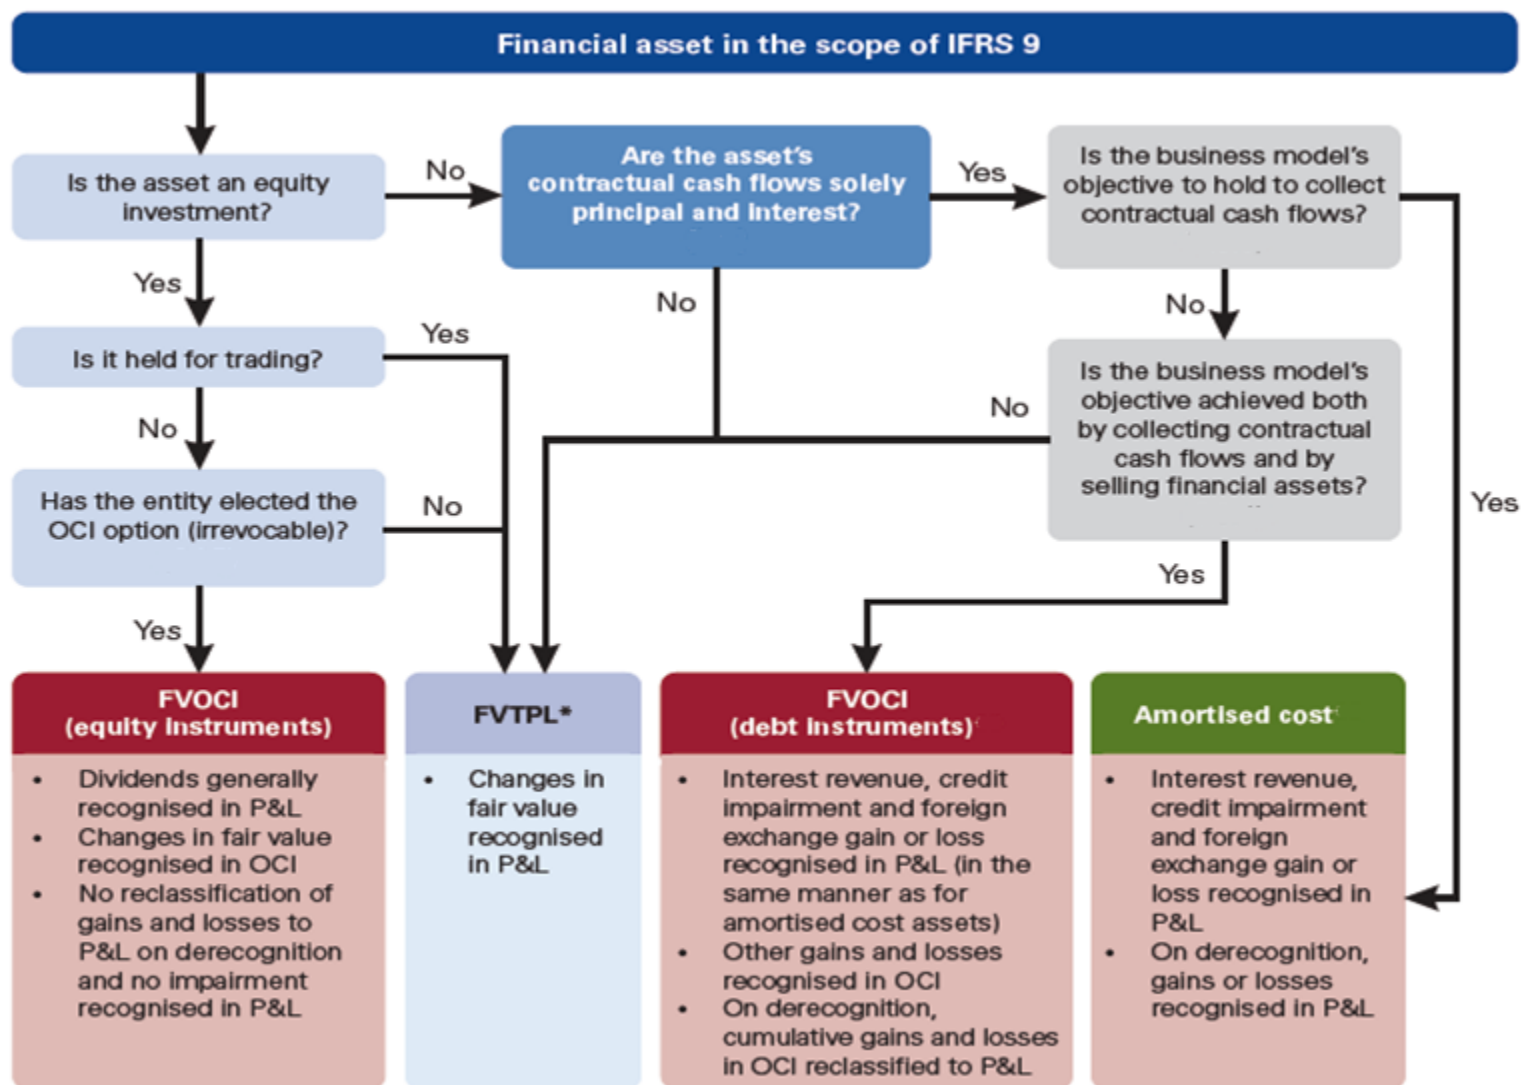 Financial asset in the scope of IFRS 9
Is the asset an equity
investment?
No
Are the asset's
contractual cash flows solely
principal and interest?
Yes
Is the business model's
objective to hold to collect
contractual cash flows?
Yes
No
No
Is it held for trading?
Yes
Is the business model's
objective achieved both
by collecting contractual
cash flows and by
selling financial assets?
No
No
Yes
Has the entity elected the
OCI option (irrevocable)?
No
Yes
Yes
FVOCI
(equity instruments)
• Dividends generally
recognised in P&L
• Changes in fair value
recognised in OCI
• No reclassification of
gains and losses to
P&L on derecognition
and no impairment
recognised in P&L
FVTPL*
• Changes in
fair value
recognised
in P&L
FVOCI
(debt instruments)
• Interest revenue, credit
impairment and foreign
exchange gain or loss
recognised in P&L (in the
same manner as for
amortised cost assets)
• Other gains and losses
recognised in OCI
• On derecognition,
cumulative gains and losses
in OCI reclassified to P&L
Amortised cost
• Interest revenue,
credit impairment
and foreign
exchange gain or
loss recognised in
P&L
• On derecognition,
gains or losses
recognised in P&L